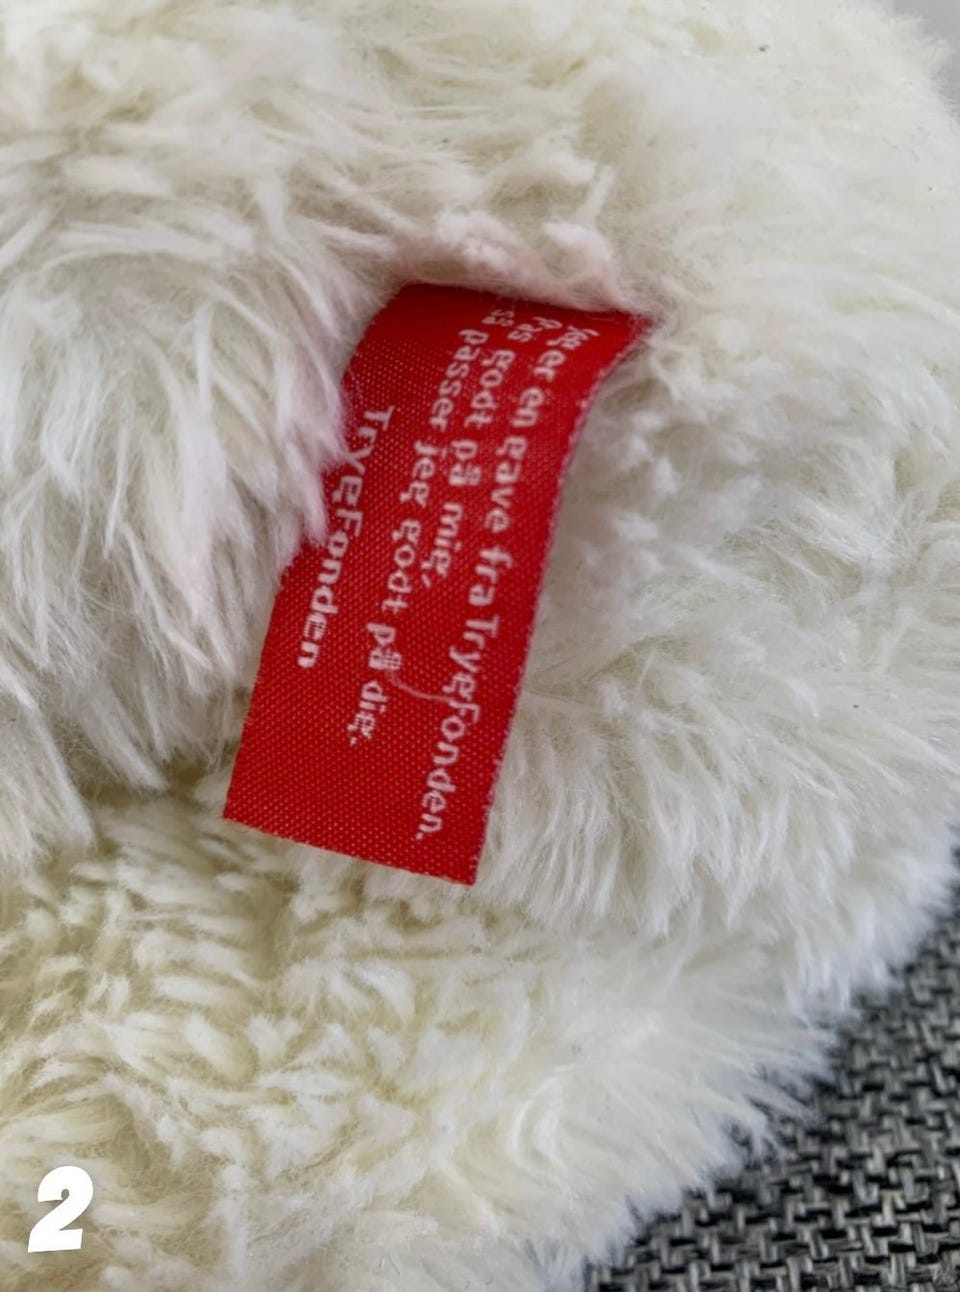 Jeg er en gave fra TrygFonden.
Pas godt på mig,
så passer jeg godt på dig.
TrygFonden
2